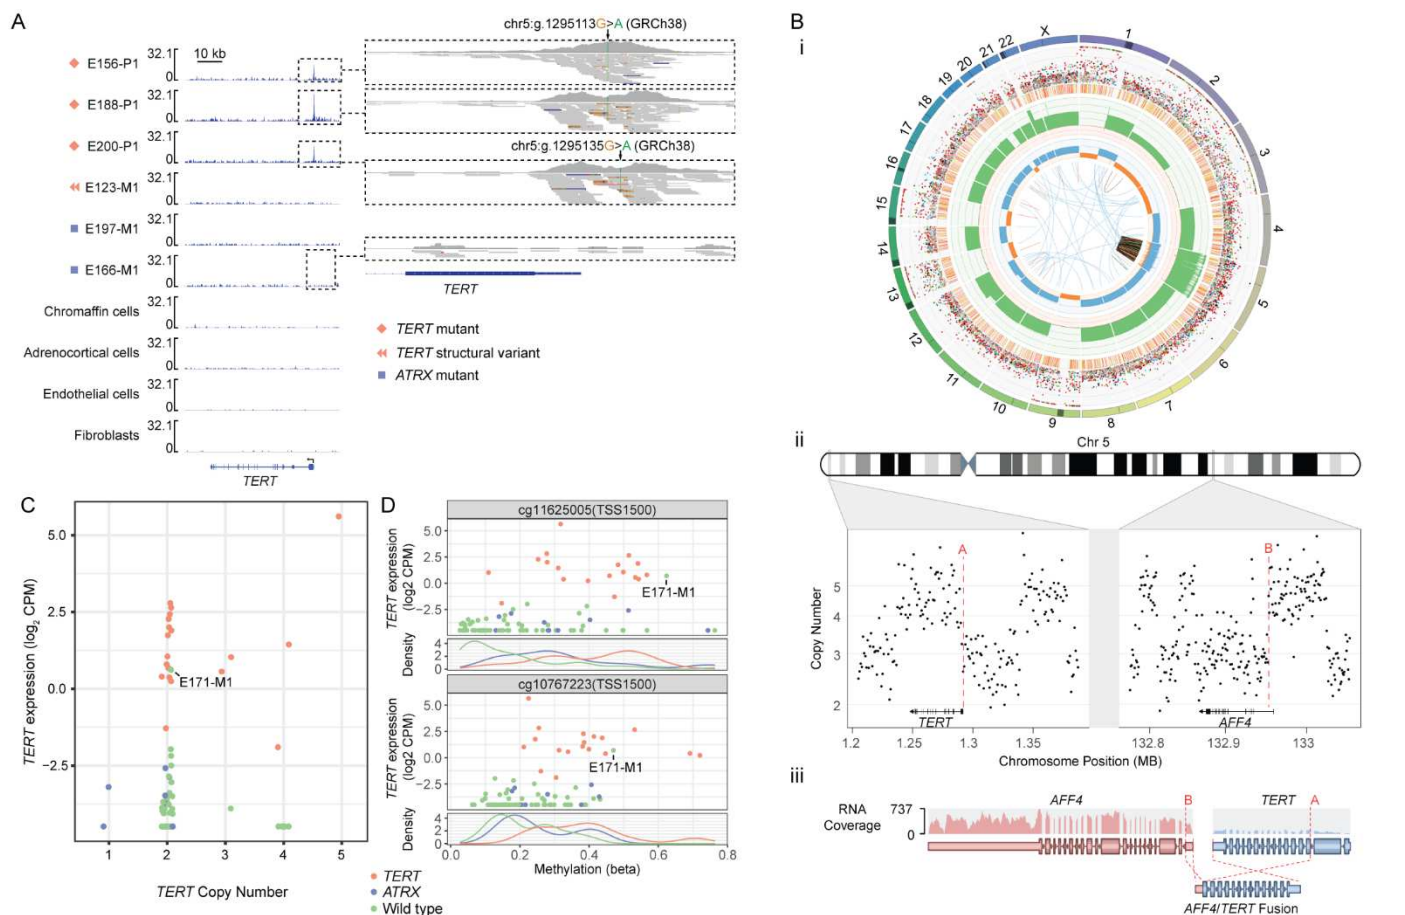 A
chr5:g.1295113G>A (GRCh38)
10 kb
E156-P1
32.1
0
E188-P1
32.1
0
E200-P1
32.1
0
chr5:g.1295135G>A (GRCh38)
E123-M1
32.1
0
E197-M1
32.1
0
E166-M1
32.1
0
TERT
Chromaffin cells
32.1
0
Adrenocortical cells
32.1
0
Endothelial cells
32.1
0
Fibroblasts
32.1
0
TERT
TERT mutant
TERT structural variant
ATRX mutant
B
i
1
2
3
4
5
6
7
8
9
10
11
12
13
14
15
16
17
18
19
20
21
22
X
ii
Chr 5
Copy Number
5
4
3
2
A
B
TERT
AFF4
1.2
1.25
1.3
1.35
132.8
132.9
133
Chromosome Position (MB)
iii
RNA
Coverage
737
0
AFF4
B
TERT
A
AFF4/TERT Fusion
C
TERT expression (log2 CPM)
5.0
2.5
0.0
−2.5
E171-M1
1
2
3
4
5
TERT Copy Number
D
cg11625005(TSS1500)
TERT expression
(log2 CPM)
5.0
2.5
0.0
−2.5
E171-M1
Density
4
2
0
cg10767223(TSS1500)
TERT expression
(log2 CPM)
5.0
2.5
0.0
−2.5
E171-M1
Density
4
2
0
0.0
0.2
0.4
0.6
0.8
Methylation (beta)
TERT
ATRX
Wild type